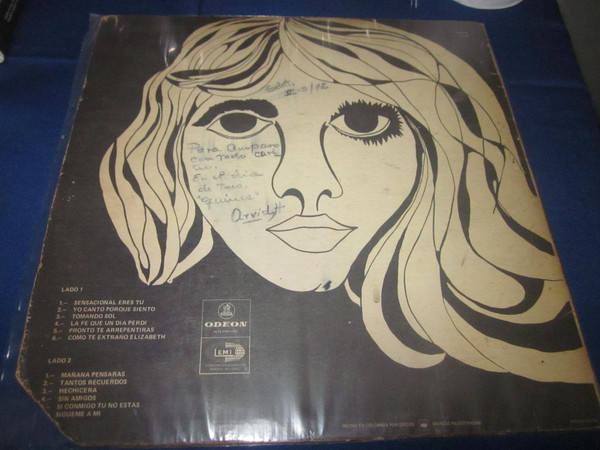 Para Amparo
con todo cari
ño.
En el día
de Tus
"quince"
LADO 1
1.- SENSACIONAL ERES TU
2.- YO CANTO PORQUE SIENTO
3.- TOMANDO SOL
4.- LA FE QUE UN DIA PERDI
5.- PRONTO TE ARREPENTIRAS
6.- COMO TE EXTRAÑO ELIZABETH
ODEON
EMI
LADO 2
1.- MAÑANA PENSARAS
2.- TANTOS RECUERDOS
3.- HECHICERA
4.- SIN AMIGOS
- SI CONMIGO TU NO ESTAS
SIGUEME A MI